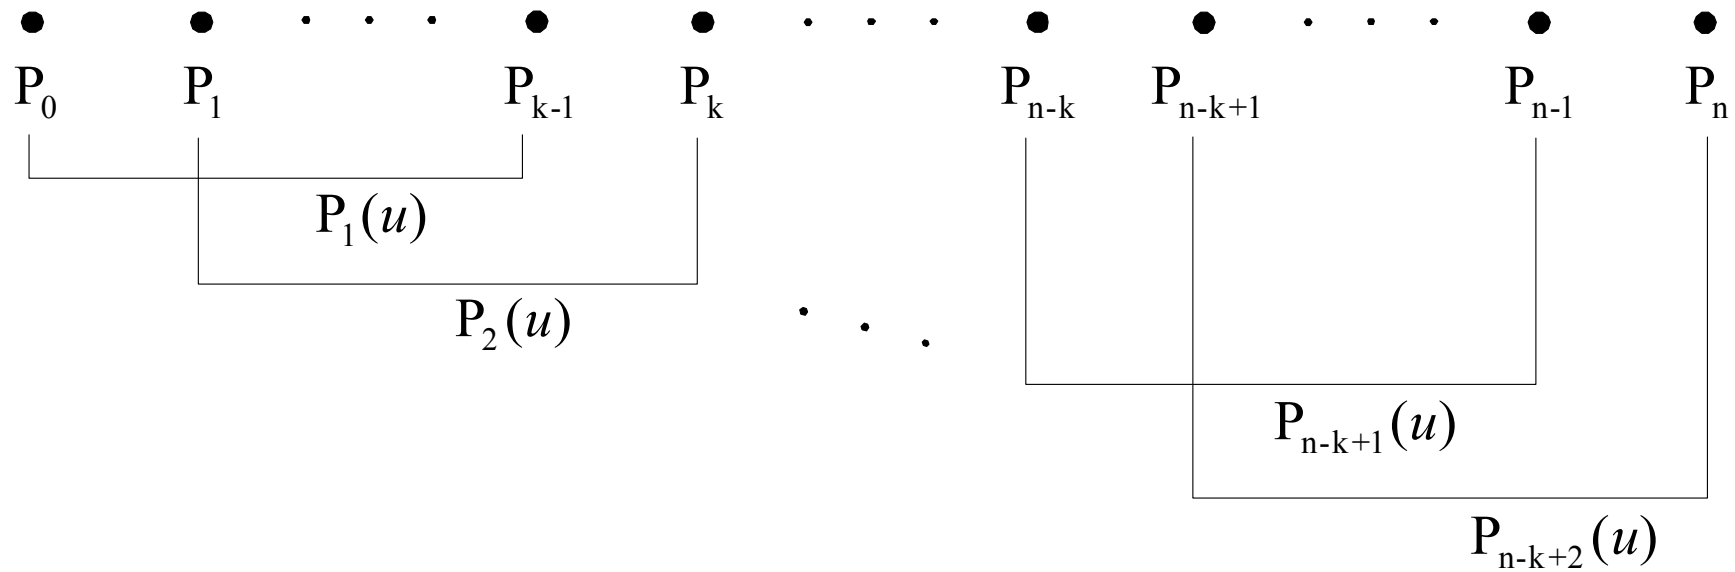 P₀ P₁ Pₖ₋₁ Pₖ Pₙ₋ₖ Pₙ₋ₖ₊₁ Pₙ₋₁ Pₙ
P₁(u)
P₂(u)
Pₙ₋ₖ₊₁(u)
Pₙ₋ₖ₊₂(u)